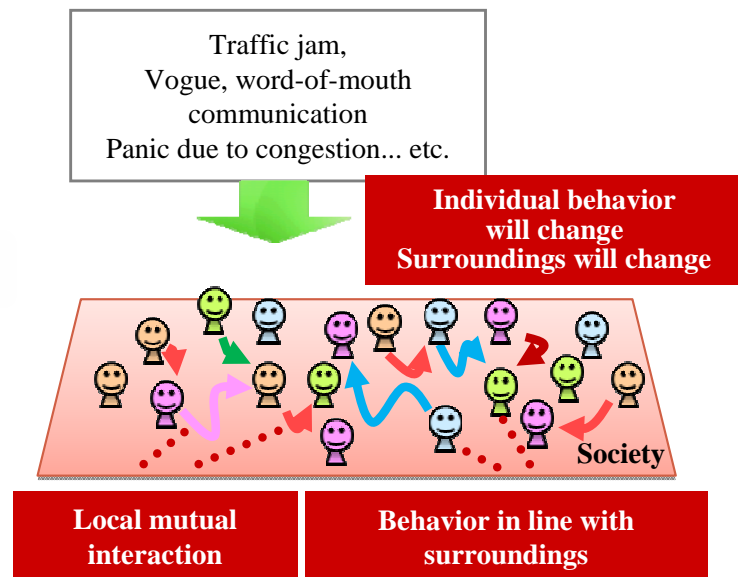 Traffic jam,
Vogue, word-of-mouth
communication
Panic due to congestion... etc.
Individual behavior
will change
Surroundings will change
Society
Local mutual
interaction
Behavior in line with
surroundings